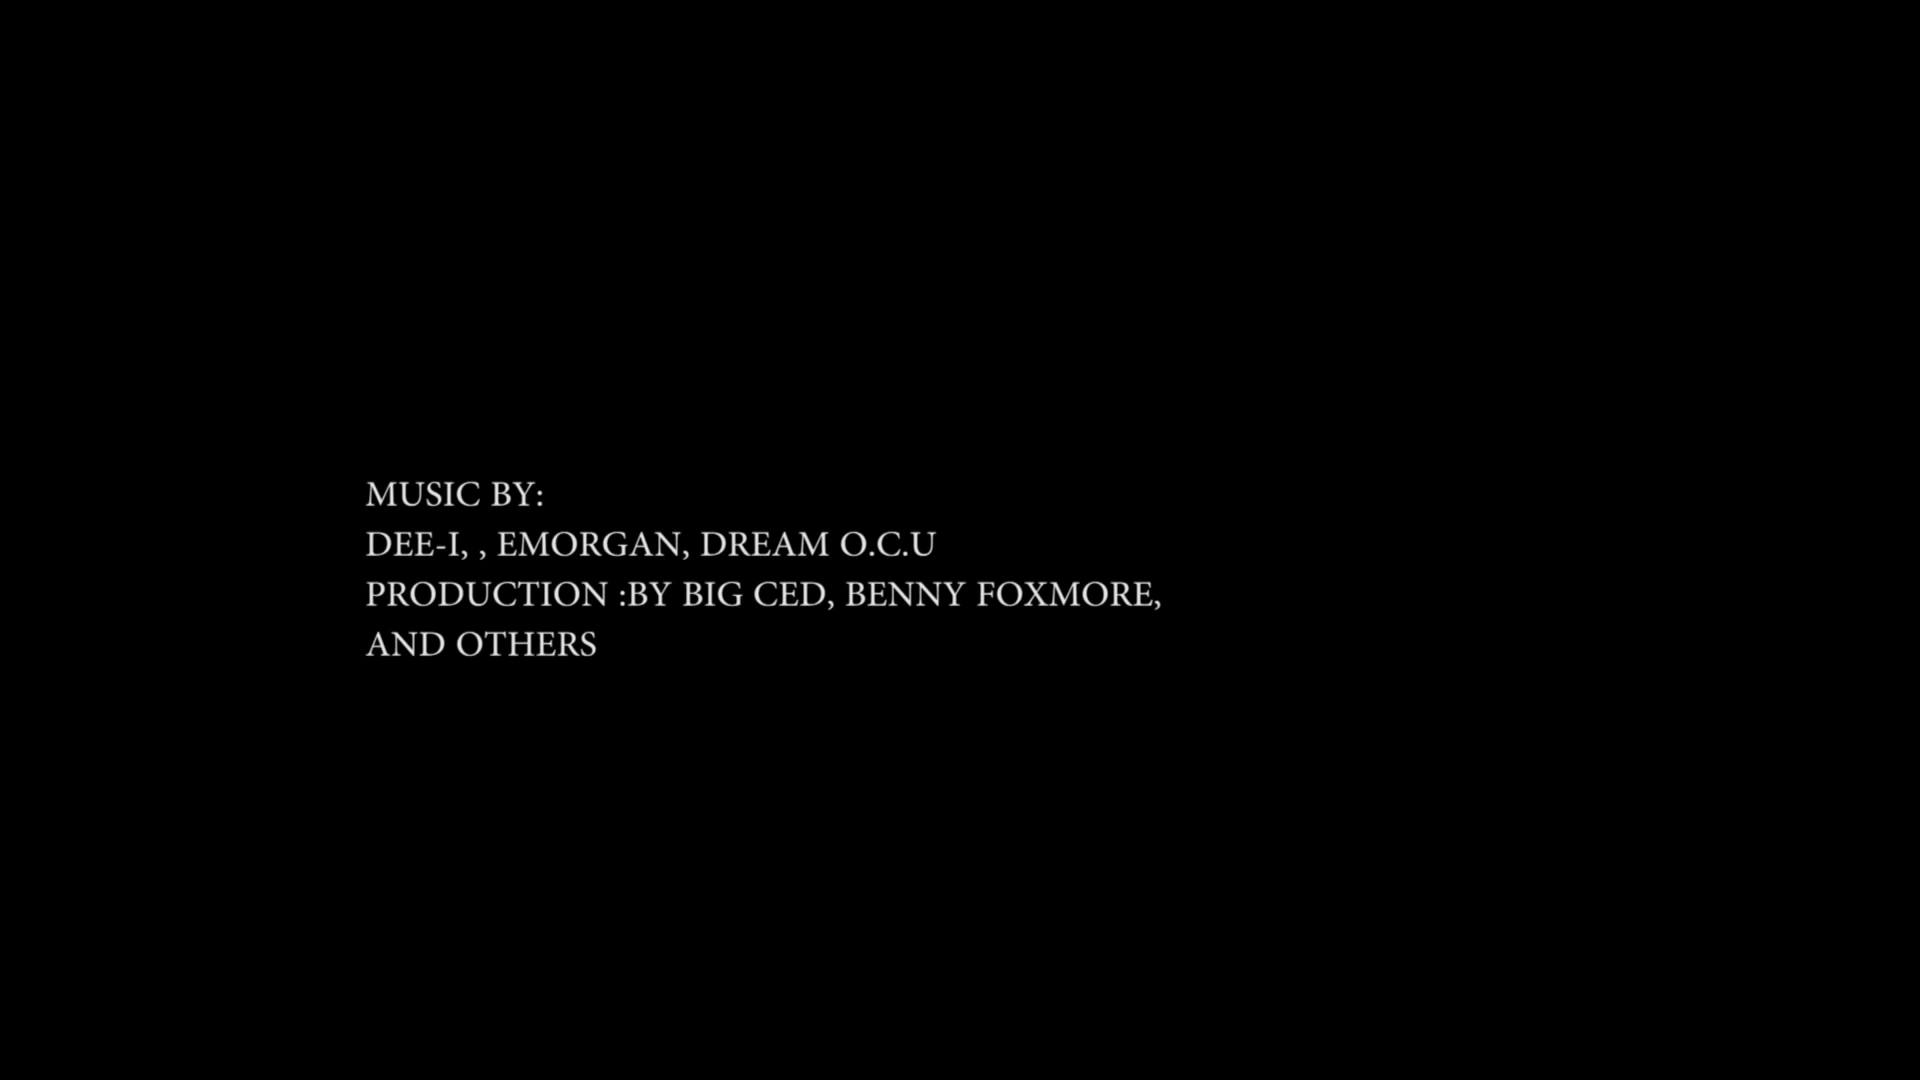 MUSIC BY:
DEE-I, , EMORGAN, DREAM O.C.U
PRODUCTION :BY BIG CED, BENNY FOXMORE,
AND OTHERS